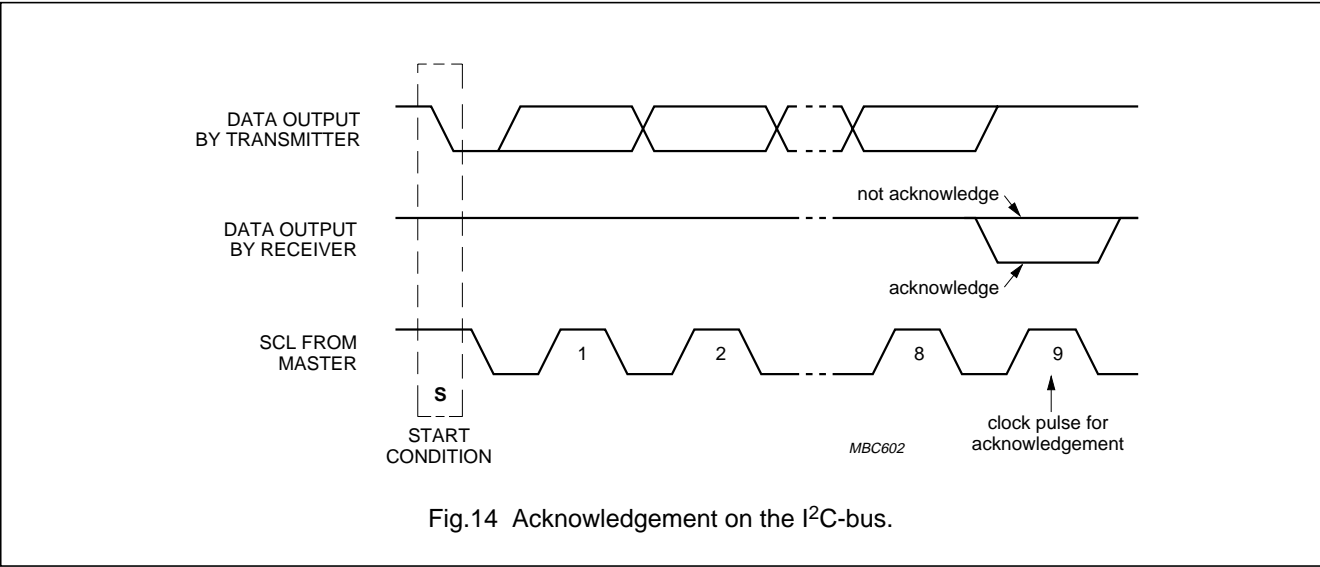 DATA OUTPUT
BY TRANSMITTER
not acknowledge
DATA OUTPUT
BY RECEIVER
acknowledge
SCL FROM
MASTER
1
2
8
9
S
START
CONDITION
MBC602
clock pulse for
acknowledgement
Fig.14 Acknowledgement on the I²C-bus.